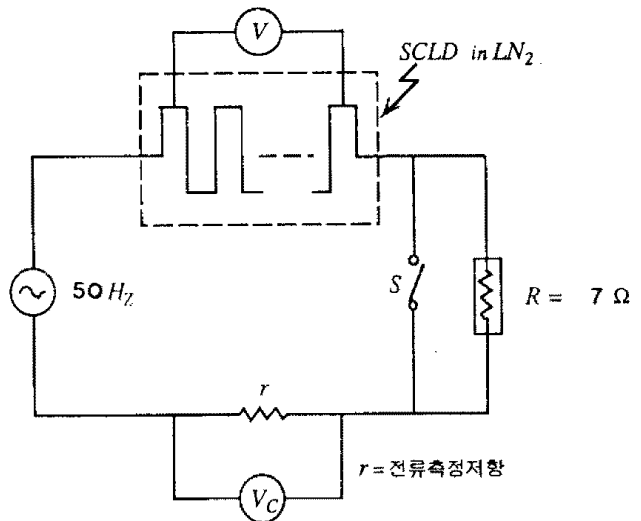 V
SCLD in LN₂
50 Hz
S
R = 7 Ω
r
r = 전류측정저항
V_C